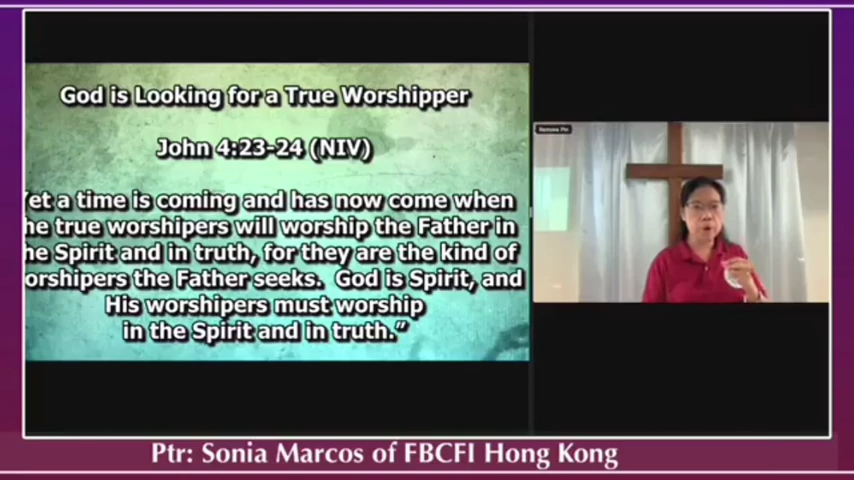 God is Looking for a True Worshipper
John 4:23-24 (NIV)
et a time is coming and has now come when
he true worshipers will worship the Father in
he Spirit and in truth, for they are the kind of
orshipers the Father seeks. God is Spirit, and
His worshipers must worship
in the Spirit and in truth.”
Ptr: Sonia Marcos of FBCFI Hong Kong